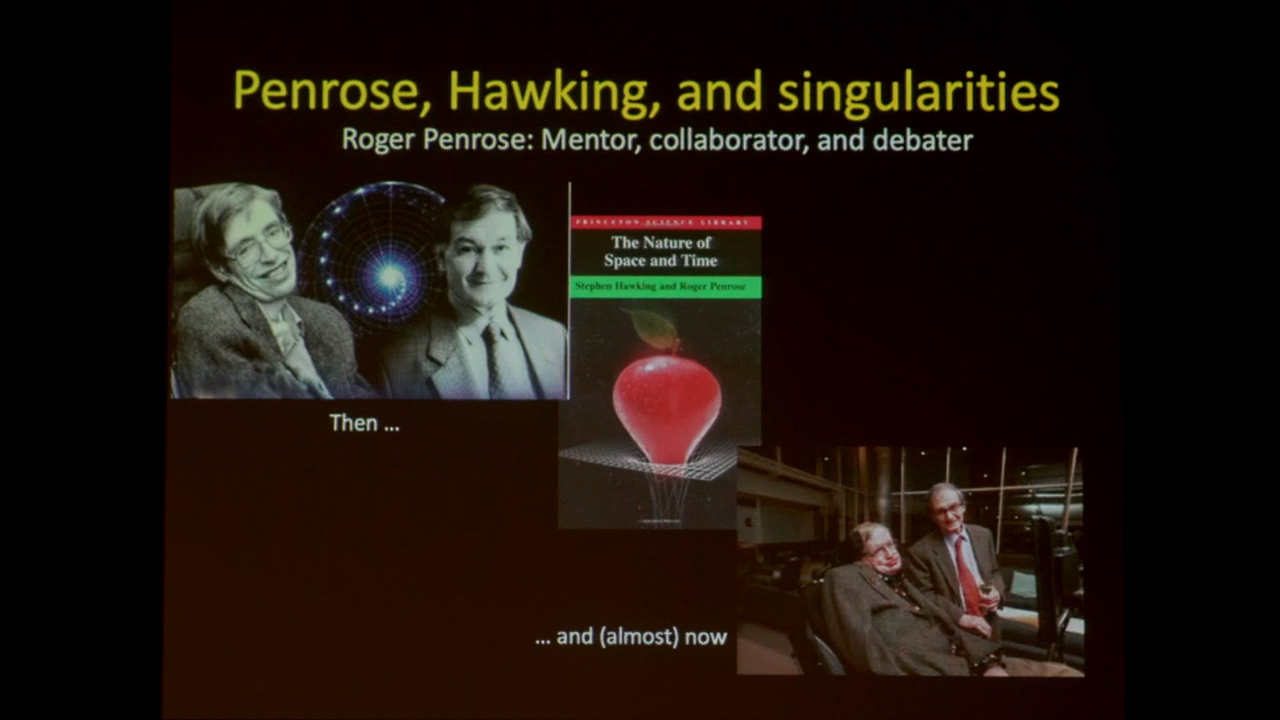 Penrose, Hawking, and singularities
Roger Penrose: Mentor, collaborator, and debater
PRINCETON SCIENCE LIBRARY
The Nature of
Space and Time
Stephen Hawking and Roger Penrose
Then ...
... and (almost) now